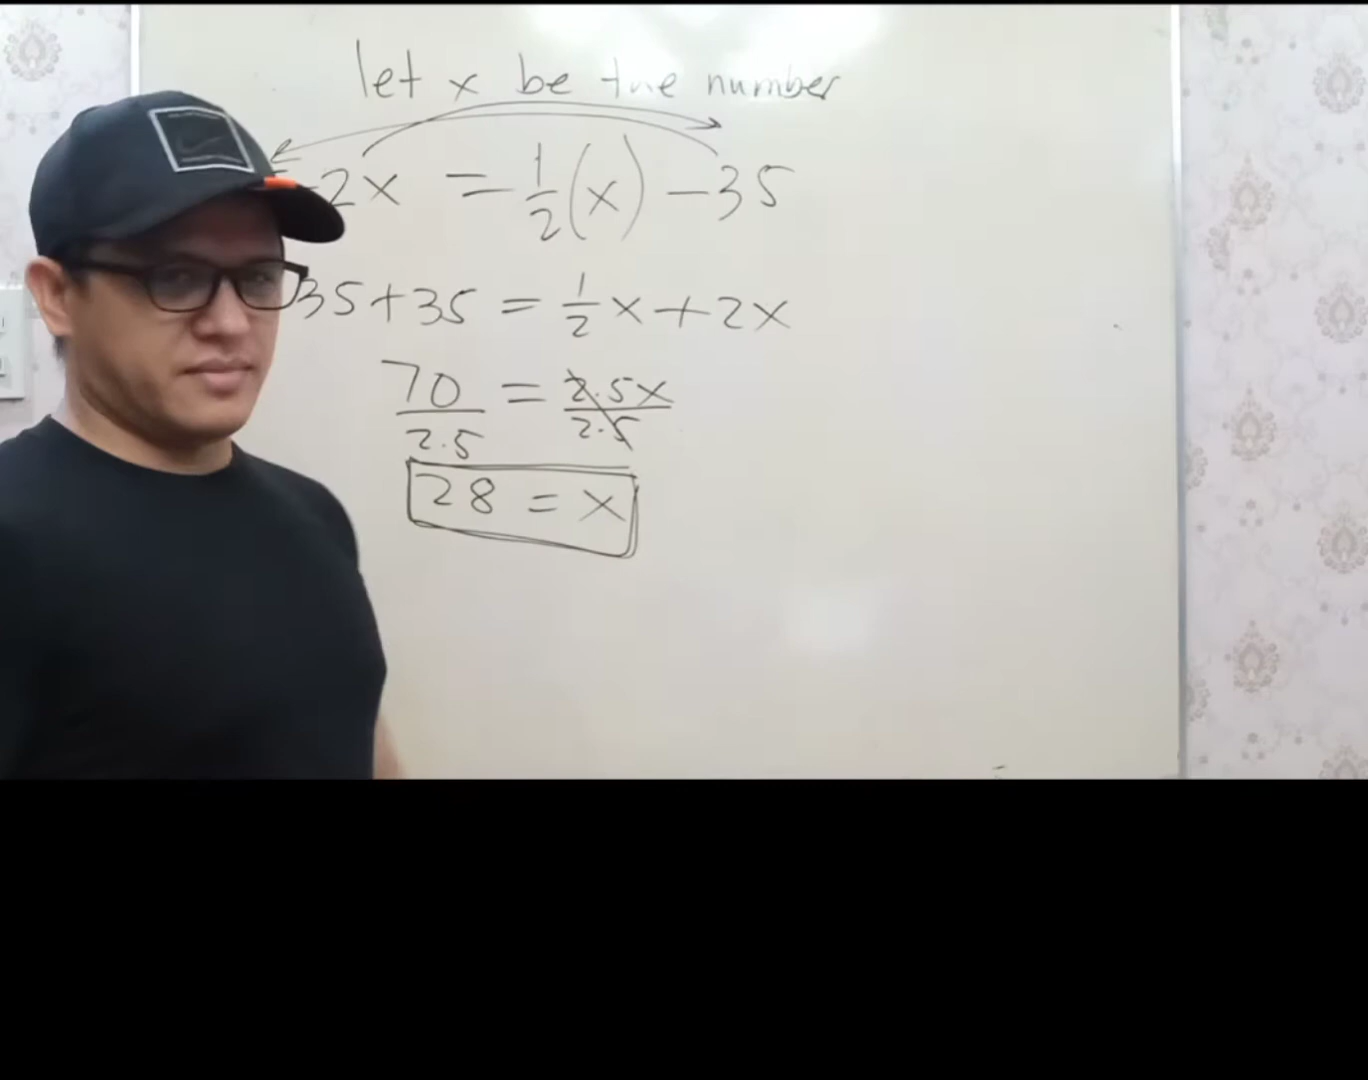 let x be the number
-2x = 1/2 (x) - 35
35 + 35 = 1/2 x + 2x
70/2.5 = 2.5x/2.5
28 = x